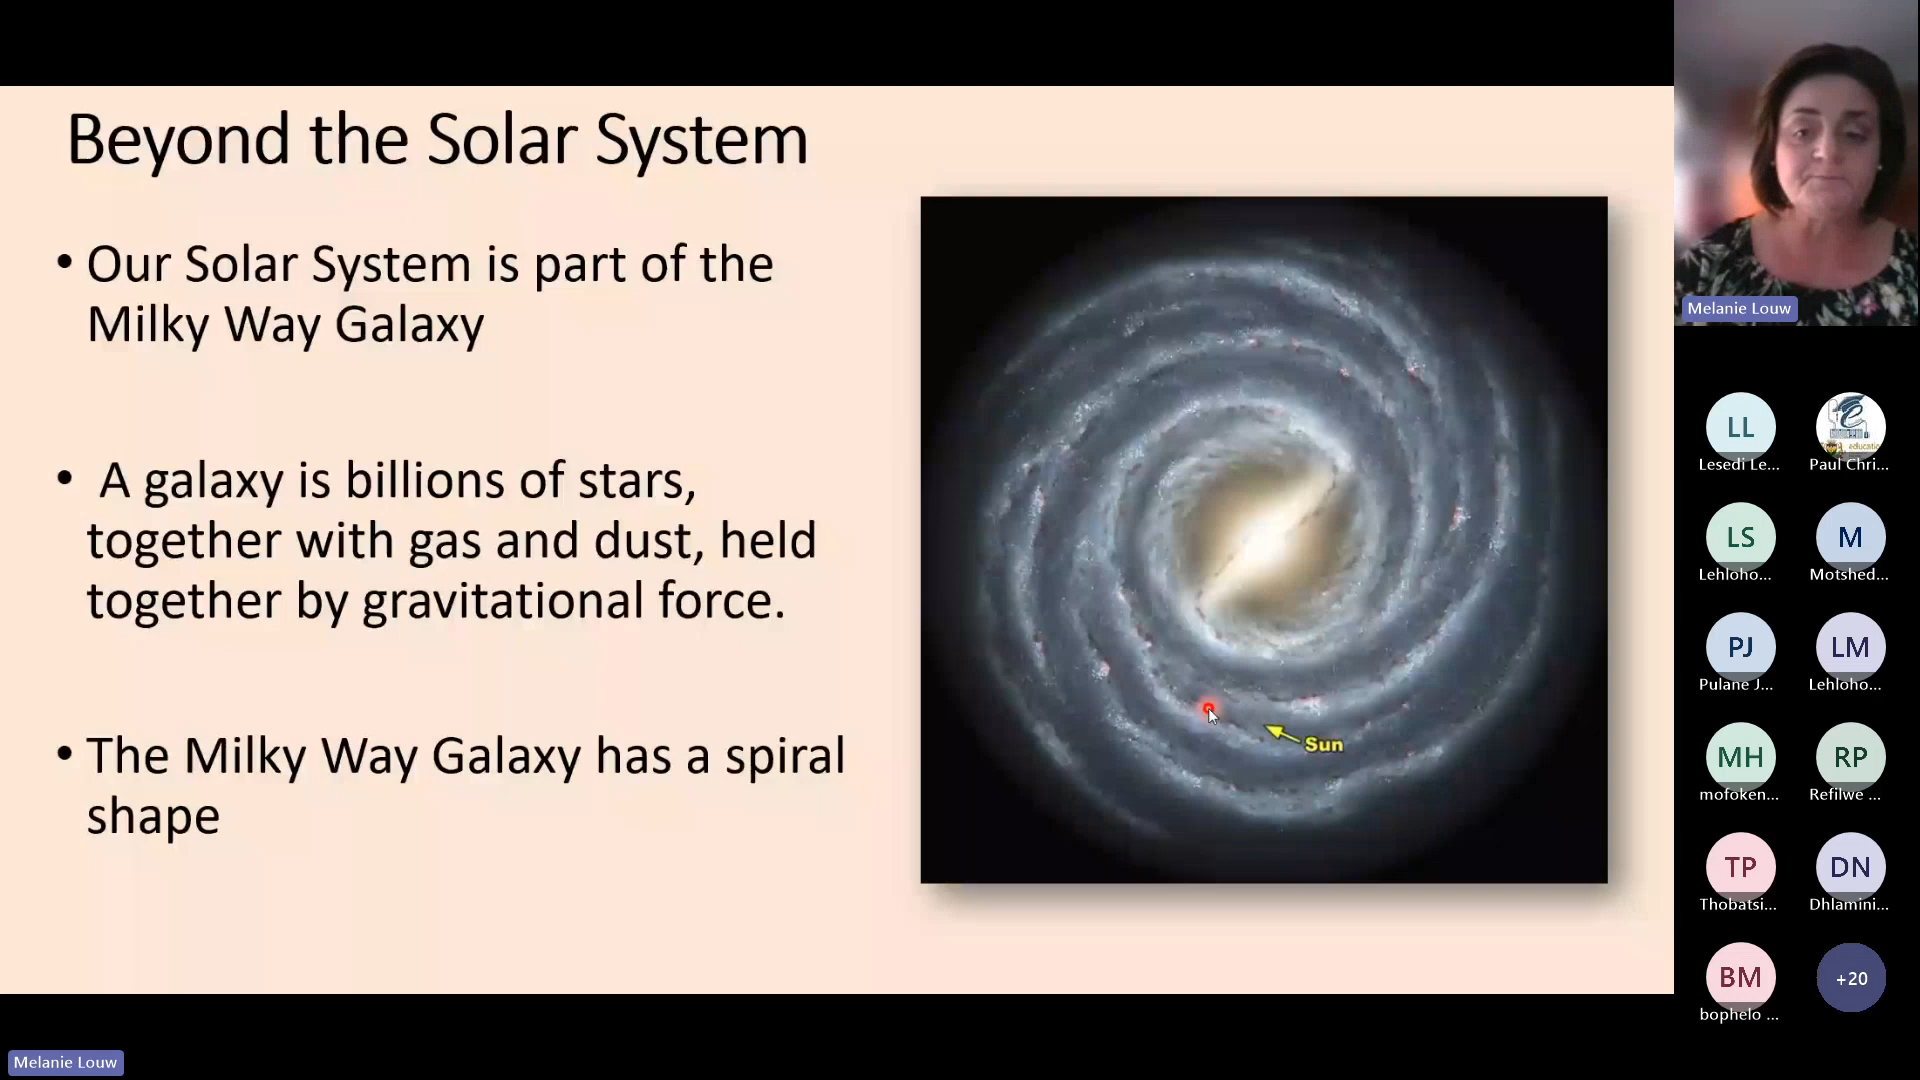 Beyond the Solar System
• Our Solar System is part of the
Milky Way Galaxy
• A galaxy is billions of stars,
together with gas and dust, held
together by gravitational force.
• The Milky Way Galaxy has a spiral
shape
Sun
Melanie Louw
LL
Lesedi Le...
Paul Chri...
LS
Lehloho...
M
Motshed...
PJ
Pulane J...
LM
Lehloho...
MH
mofoken...
RP
Refilwe ...
TP
Thobatsi...
DN
Dhlamini...
BM
bophelo ...
+20
Melanie Louw